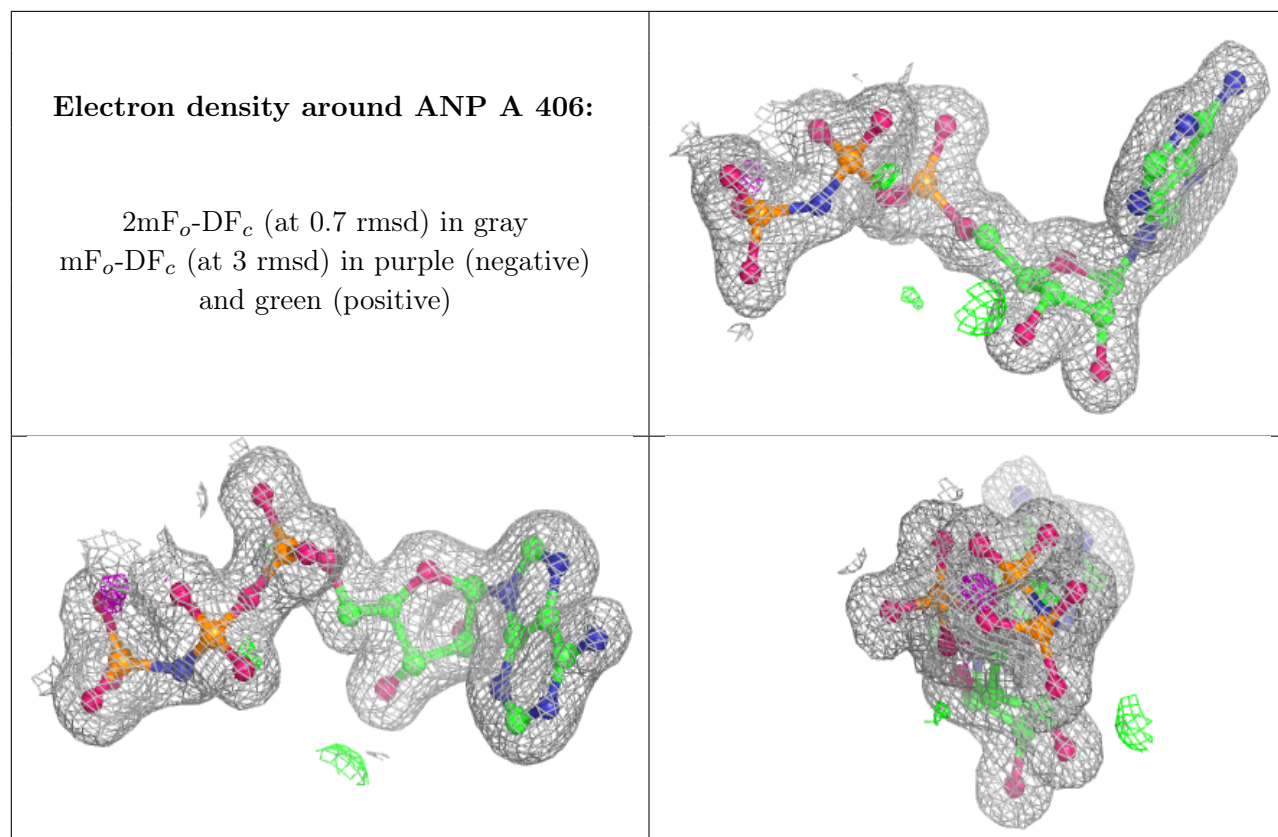 Electron density around ANP A 406:
2mFo-DFc (at 0.7 rmsd) in gray
mFo-DFc (at 3 rmsd) in purple (negative)
and green (positive)